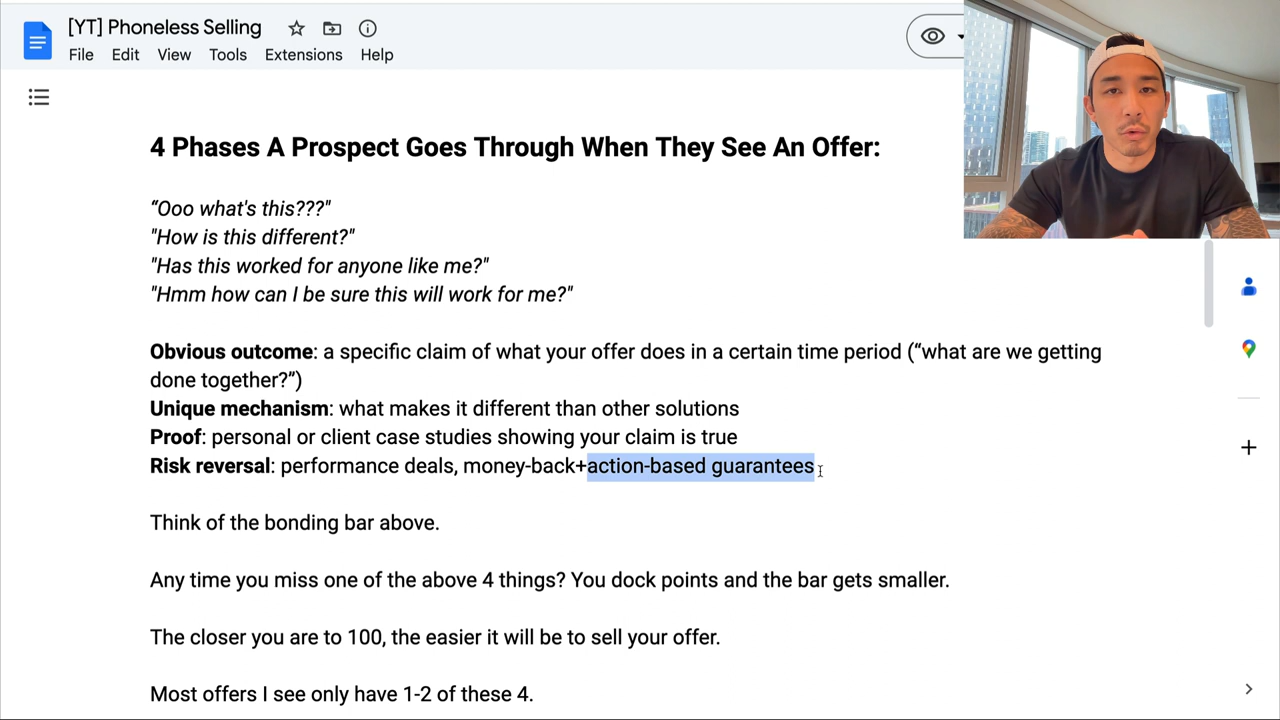 [YT] Phoneless Selling
File Edit View Tools Extensions Help
4 Phases A Prospect Goes Through When They See An Offer:
“Ooo what's this???"
"How is this different?"
"Has this worked for anyone like me?"
"Hmm how can I be sure this will work for me?"
Obvious outcome: a specific claim of what your offer does in a certain time period (“what are we getting
done together?”)
Unique mechanism: what makes it different than other solutions
Proof: personal or client case studies showing your claim is true
Risk reversal: performance deals, money-back+action-based guarantees
Think of the bonding bar above.
Any time you miss one of the above 4 things? You dock points and the bar gets smaller.
The closer you are to 100, the easier it will be to sell your offer.
Most offers I see only have 1-2 of these 4.